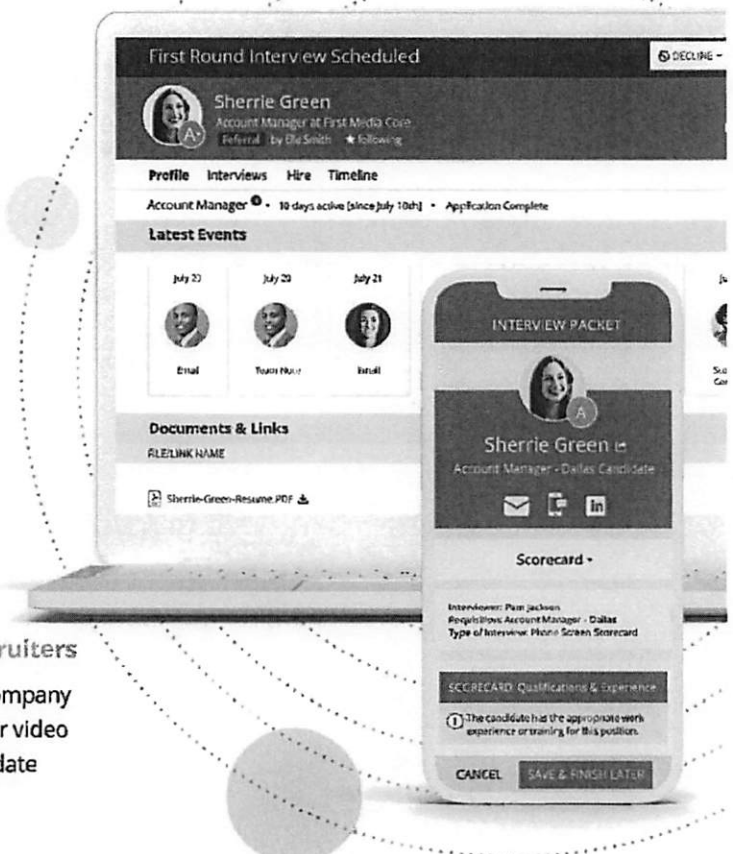 First Round Interview Scheduled
DECLINE
Sherrie Green
A+
Account Manager at First Media Core
Referral by Elle Smith ★ following
Profile Interviews Hire Timeline
Account Manager • 10 days active [since July 10th] • Application Complete
Latest Events
July 20 July 21
Email Team Note Email
Documents & Links
FILE/LINK NAME
Sherrie-Green-Resume.PDF
INTERVIEW PACKET
A
Sherrie Green
Account Manager - Dallas Candidate
in
Scorecard
Interviewer: Pam Jackson
Requisition: Account Manager - Dallas
Type of Interview: Phone Screen Scorecard
SCORECARD: Qualifications & Experience
The candidate has the appropriate work
experience or training for this position.
CANCEL SAVE & FINISH LATER
ruiters
ompany
r video
date